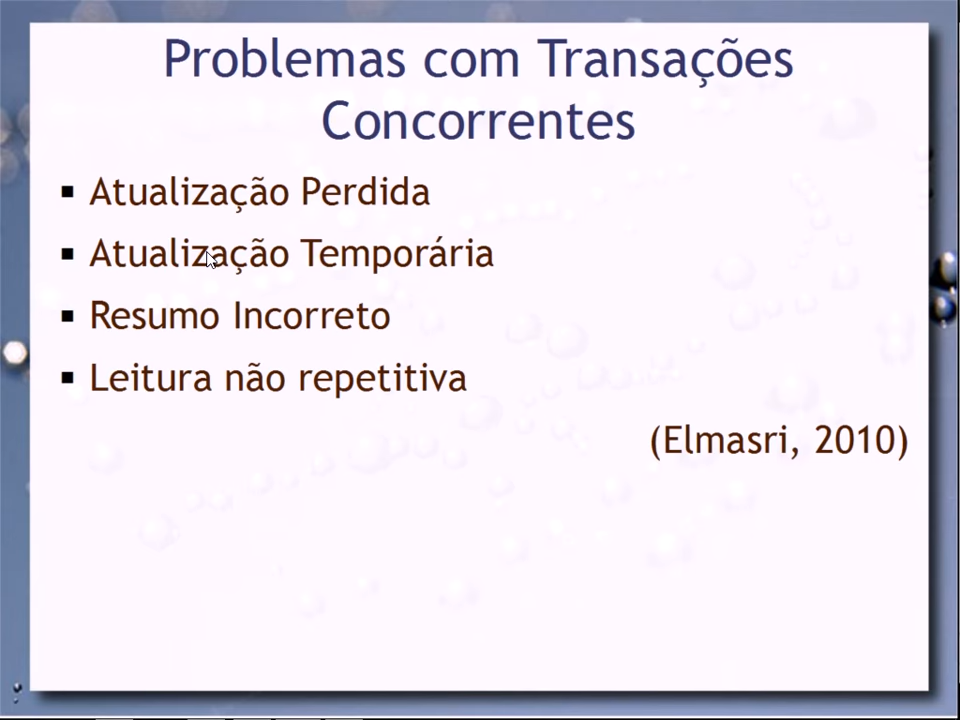 Problemas com Transações
Concorrentes
Atualização Perdida
Atualização Temporária
Resumo Incorreto
Leitura não repetitiva
(Elmasri, 2010)